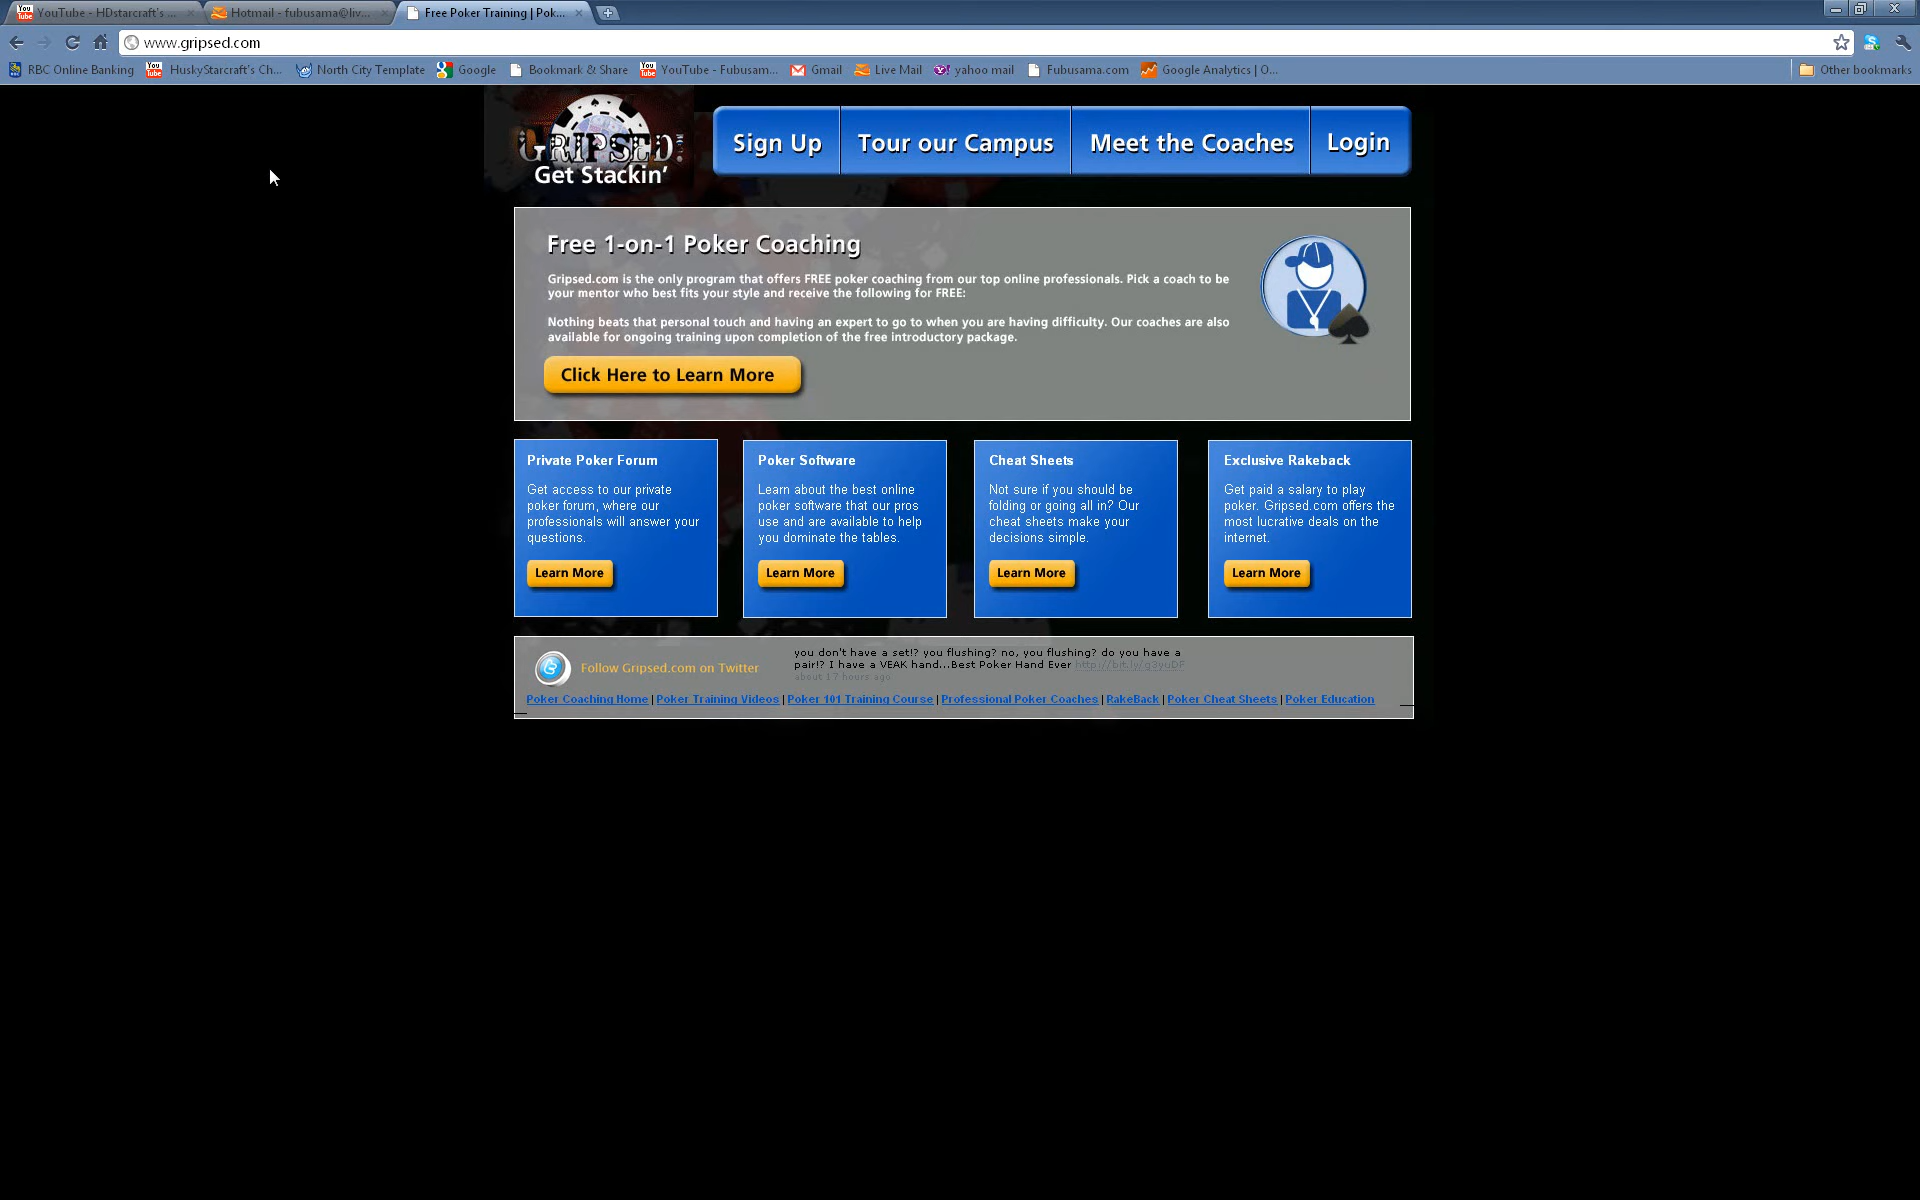 YouTube - HDstarcraft's ...
Hotmail - fubusama@liv...
Free Poker Training | Pok...
www.gripsed.com
RBC Online Banking
You Tube
HuskyStarcraft's Ch...
North City Template
Google
Bookmark & Share
YouTube - Fubusam...
Gmail
Live Mail
yahoo mail
Fubusama.com
Google Analytics | O...
Other bookmarks
GRIPSED
Get Stackin'
Sign Up
Tour our Campus
Meet the Coaches
Login
Free 1-on-1 Poker Coaching
Gripsed.com is the only program that offers FREE poker coaching from our top online professionals. Pick a coach to be
your mentor who best fits your style and receive the following for FREE:
Nothing beats that personal touch and having an expert to go to when you are having difficulty. Our coaches are also
available for ongoing training upon completion of the free introductory package.
Click Here to Learn More
Private Poker Forum
Get access to our private
poker forum, where our
professionals will answer your
questions.
Learn More
Poker Software
Learn about the best online
poker software that our pros
use and are available to help
you dominate the tables.
Learn More
Cheat Sheets
Not sure if you should be
folding or going all in? Our
cheat sheets make your
decisions simple.
Learn More
Exclusive Rakeback
Get paid a salary to play
poker. Gripsed.com offers the
most lucrative deals on the
internet.
Learn More
Follow Gripsed.com on Twitter
you don't have a set!? you flushing? no, you flushing? do you have a
pair!? I have a VEAK hand...Best Poker Hand Ever http://bit.ly/g3yuDF
about 17 hours ago
Poker Coaching Home | Poker Training Videos | Poker 101 Training Course | Professional Poker Coaches | RakeBack | Poker Cheat Sheets | Poker Education